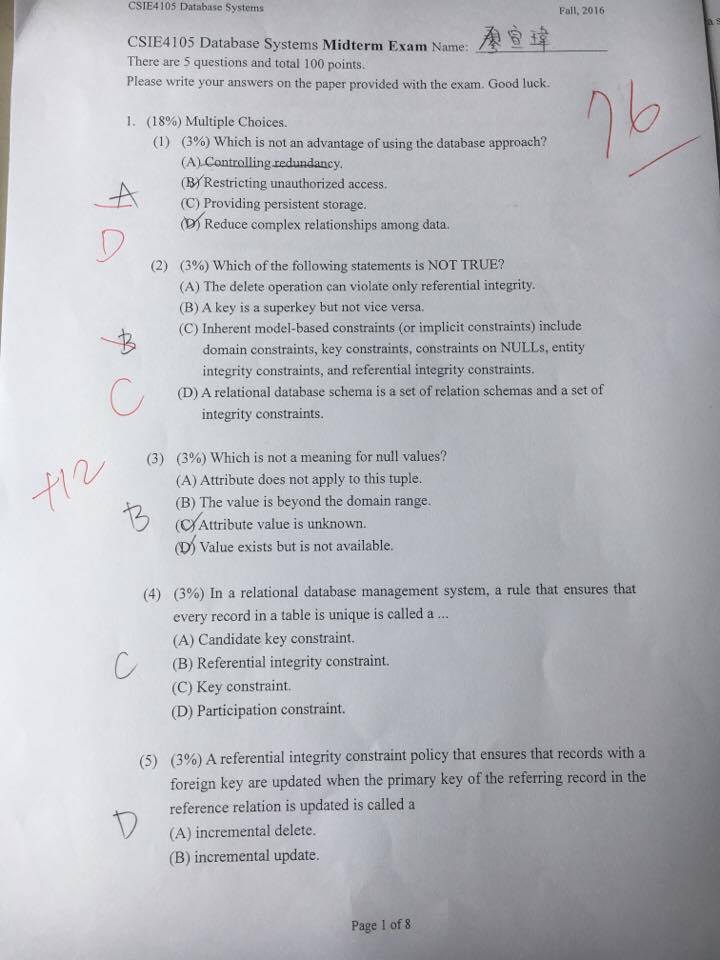 CSIE4105 Database Systems Fall, 2016
CSIE4105 Database Systems Midterm Exam Name: 廖宣瑋
There are 5 questions and total 100 points.
Please write your answers on the paper provided with the exam. Good luck.
76
1. (18%) Multiple Choices.
(1) (3%) Which is not an advantage of using the database approach?
(A) Controlling redundancy.
(B) Restricting unauthorized access.
A (C) Providing persistent storage.
D (D) Reduce complex relationships among data.
(2) (3%) Which of the following statements is NOT TRUE?
(A) The delete operation can violate only referential integrity.
(B) A key is a superkey but not vice versa.
(C) Inherent model-based constraints (or implicit constraints) include
B domain constraints, key constraints, constraints on NULLs, entity
integrity constraints, and referential integrity constraints.
C (D) A relational database schema is a set of relation schemas and a set of
integrity constraints.
(3) (3%) Which is not a meaning for null values?
+12 (A) Attribute does not apply to this tuple.
(B) The value is beyond the domain range.
B (C) Attribute value is unknown.
(D) Value exists but is not available.
(4) (3%) In a relational database management system, a rule that ensures that
every record in a table is unique is called a ...
(A) Candidate key constraint.
C (B) Referential integrity constraint.
(C) Key constraint.
(D) Participation constraint.
(5) (3%) A referential integrity constraint policy that ensures that records with a
foreign key are updated when the primary key of the referring record in the
reference relation is updated is called a
D (A) incremental delete.
(B) incremental update.
Page 1 of 8